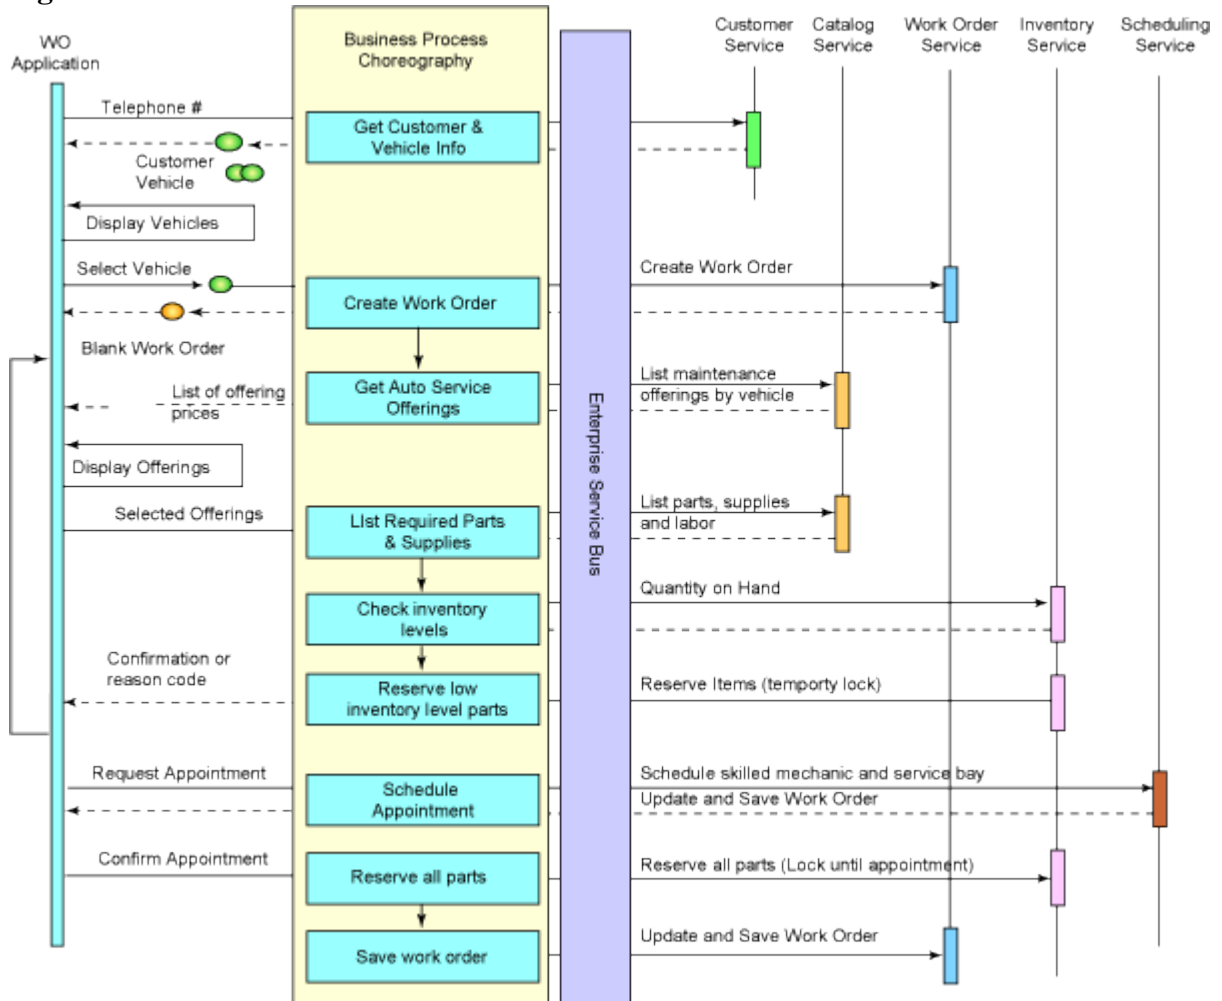 WO
Application
Business Process
Choreography
Customer
Service
Catalog
Service
Work Order
Service
Inventory
Service
Scheduling
Service
Telephone #
Get Customer &
Vehicle Info
Customer
Vehicle
Display Vehicles
Select Vehicle
Create Work Order
Create Work Order
Blank Work Order
List of offering
prices
Get Auto Service
Offerings
List maintenance
offerings by vehicle
Enterprise Service Bus
Display Offerings
Selected Offerings
LIst Required Parts
& Supplies
List parts, supplies
and labor
Check inventory
levels
Quantity on Hand
Confirmation or
reason code
Reserve low
inventory level parts
Reserve Items (temporty lock)
Request Appointment
Schedule
Appointment
Schedule skilled mechanic and service bay
Update and Save Work Order
Confirm Appointment
Reserve all parts
Reserve all parts (Lock until appointment)
Save work order
Update and Save Work Order